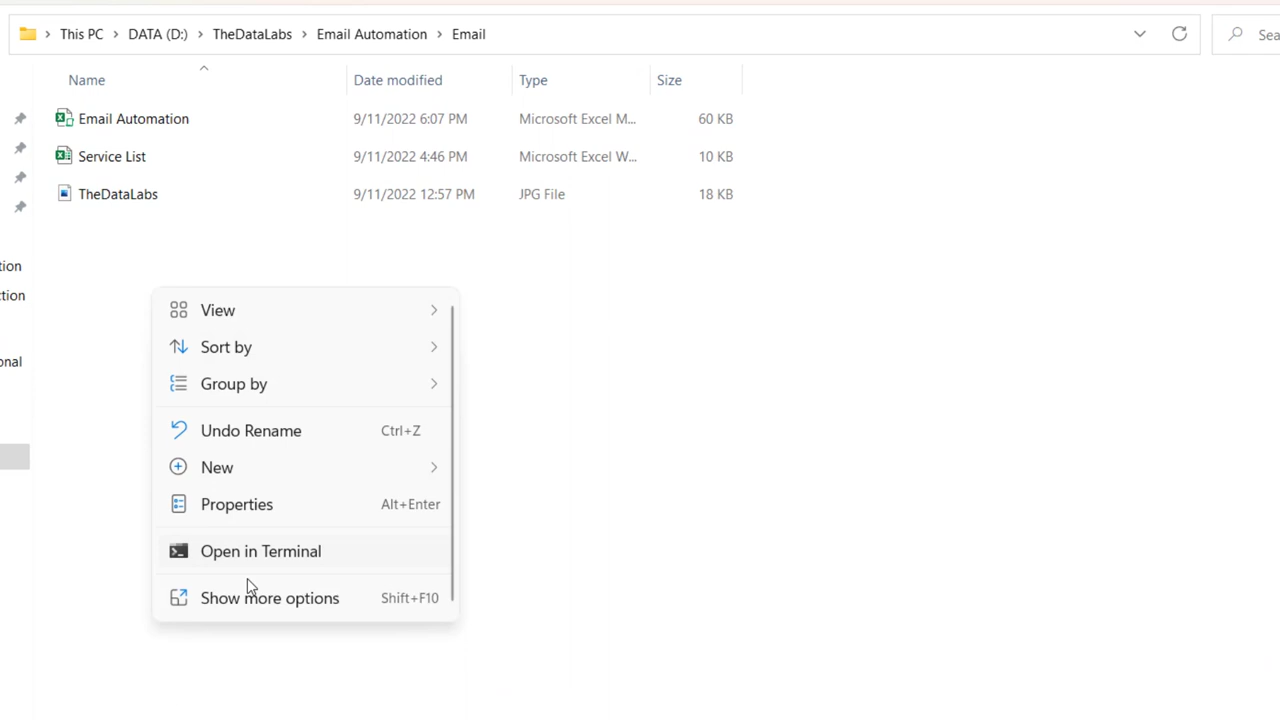 This PC > DATA (D:) > TheDataLabs > Email Automation > Email
Sea
Name Date modified Type Size
Email Automation 9/11/2022 6:07 PM Microsoft Excel M... 60 KB
Service List 9/11/2022 4:46 PM Microsoft Excel W... 10 KB
TheDataLabs 9/11/2022 12:57 PM JPG File 18 KB
tion
ction
onal
View
Sort by
Group by
Undo Rename Ctrl+Z
New
Properties Alt+Enter
Open in Terminal
Show more options Shift+F10